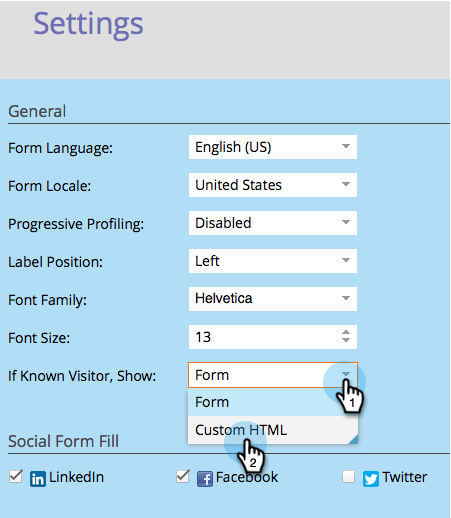 Settings
General
Form Language: English (US)
Form Locale: United States
Progressive Profiling: Disabled
Label Position: Left
Font Family: Helvetica
Font Size: 13
If Known Visitor, Show: Form
1
Form
Custom HTML
2
Social Form Fill
LinkedIn Facebook Twitter